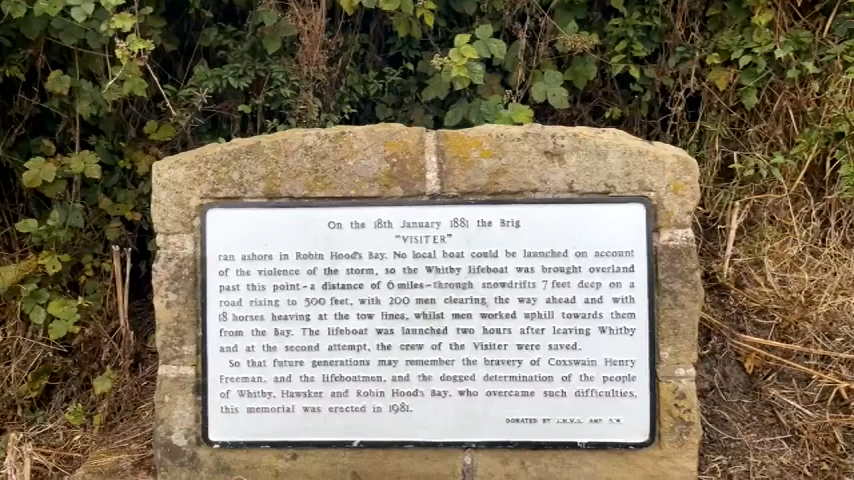 On the 18th January 1881 the Brig
"VISITER"
ran ashore in Robin Hood's Bay. No local boat could be launched on account
of the violence of the storm, so the Whitby lifeboat was brought overland
past this point-a distance of 6 miles-through snowdrifts 7 feet deep on a
road rising to 500 feet, with 200 men clearing the way ahead and with
18 horses heaving at the tow lines, whilst men worked uphill towards them
from the Bay. The lifeboat was launched two hours after leaving Whitby
and at the second attempt, the crew of the Visiter were saved.
So that future generations may remember the bravery of Coxswain Henry
Freeman, and the lifeboatmen, and the dogged determination of the people
of Whitby, Hawsker and Robin Hood's Bay, who overcame such difficulties,
this memorial was erected in 1981.
DONATED BY AND